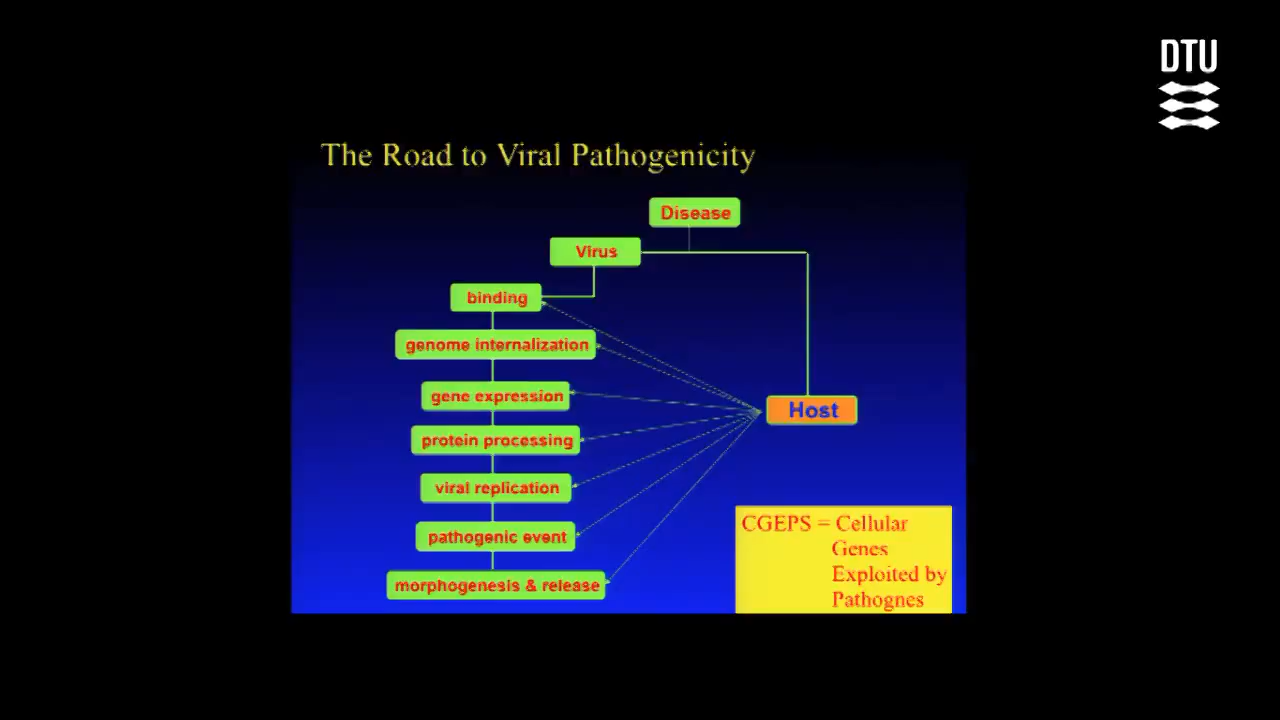 DTU
The Road to Viral Pathogenicity
Disease
Virus
binding
genome internalization
gene expression
Host
protein processing
viral replication
pathogenic event
morphogenesis & release
CGEPS = Cellular
Genes
Exploited by
Pathognes